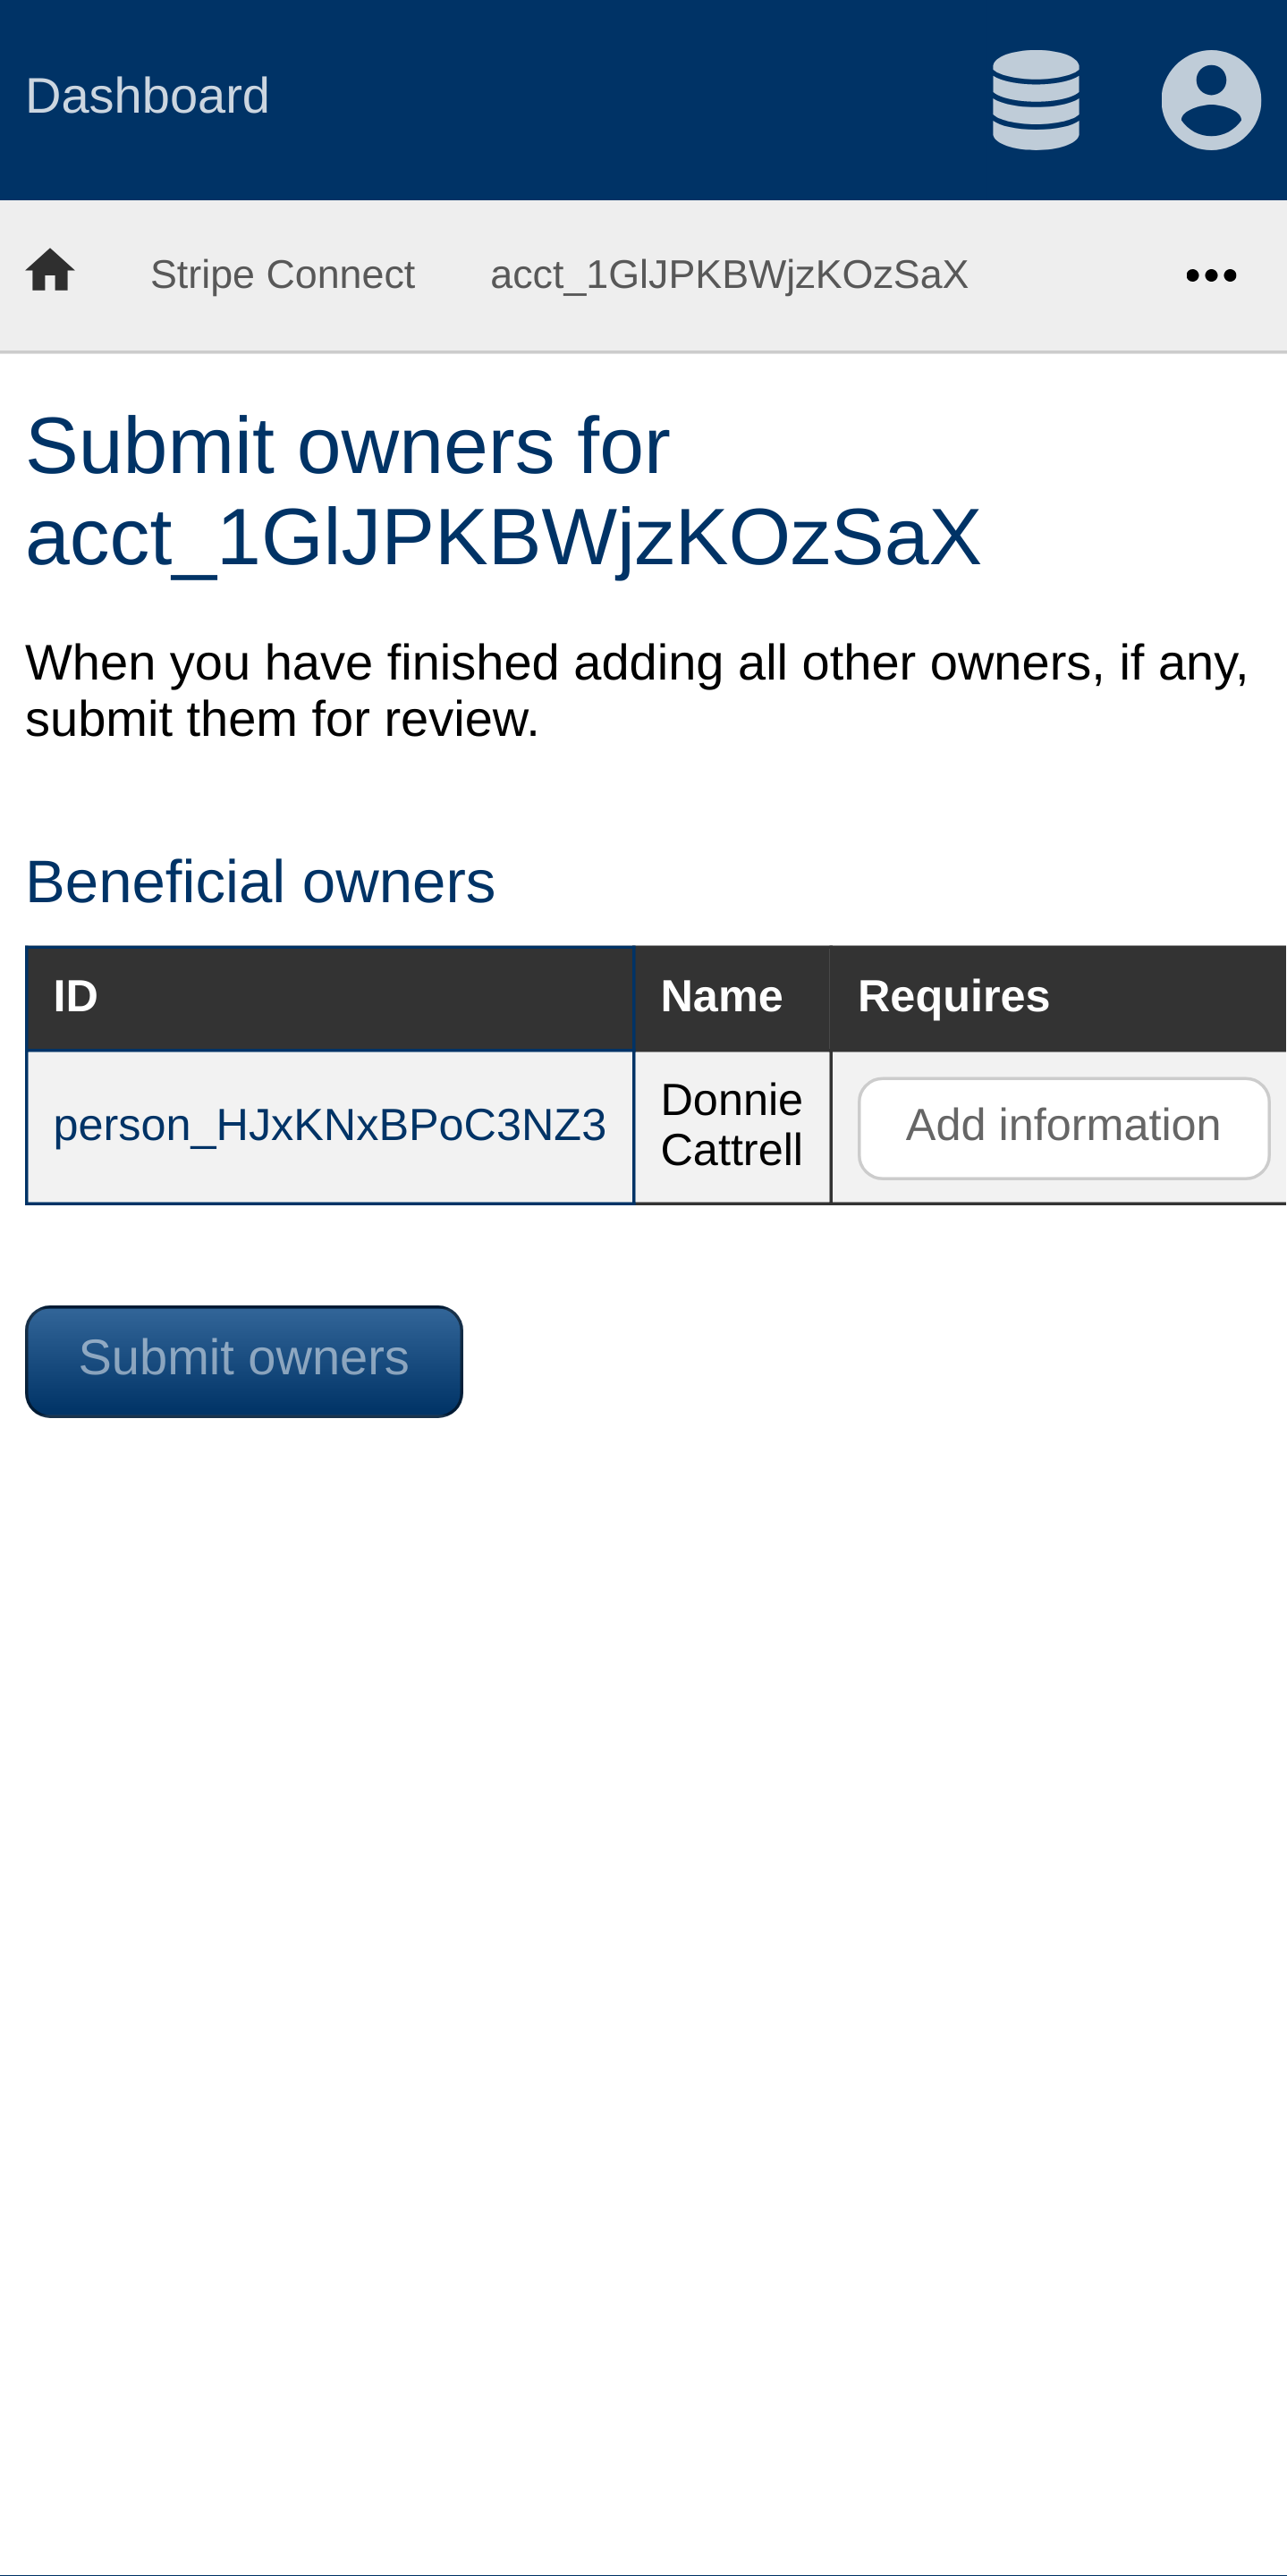 Dashboard
Stripe Connect acct_1GlJPKBWjzKOzSaX
Submit owners for
acct_1GlJPKBWjzKOzSaX
When you have finished adding all other owners, if any,
submit them for review.
Beneficial owners
ID Name Requires
person_HJxKNxBPoC3NZ3 Donnie Cattrell Add information
Submit owners